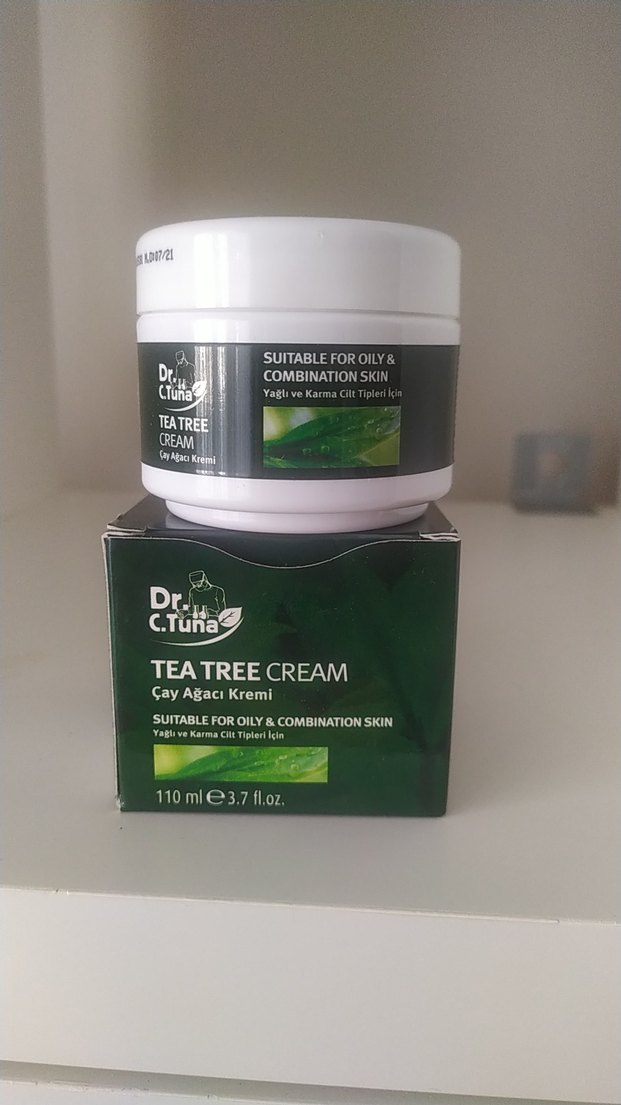 M.D:07/21
Dr.
C.Tuna
TEA TREE
CREAM
Çay Ağacı Kremi
SUITABLE FOR OILY &
COMBINATION SKIN
Yağlı ve Karma Cilt Tipleri İçin
Dr.
C.Tuna
TEA TREE CREAM
Çay Ağacı Kremi
SUITABLE FOR OILY & COMBINATION SKIN
Yağlı ve Karma Cilt Tipleri İçin
110 ml ℮ 3.7 fl.oz.